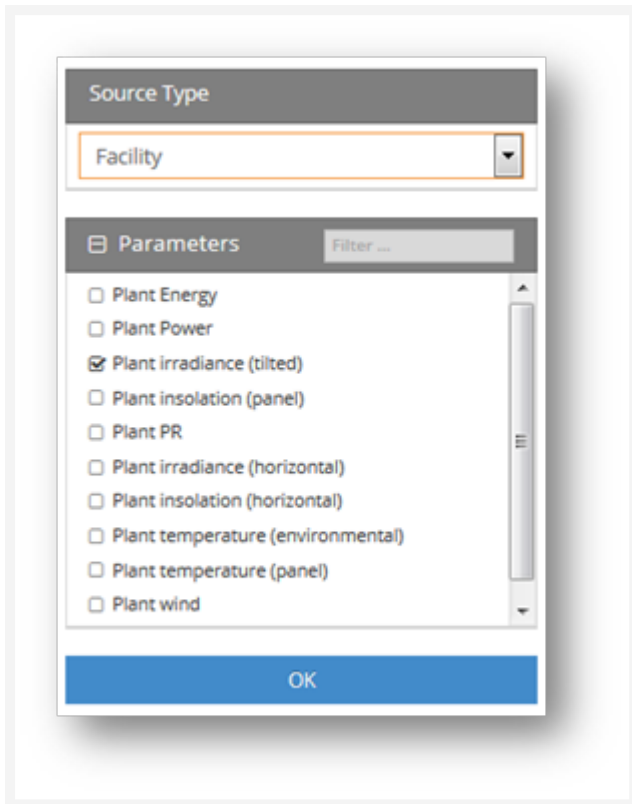 Source Type
Facility
Parameters Filter ...
Plant Energy
Plant Power
Plant irradiance (tilted)
Plant insolation (panel)
Plant PR
Plant irradiance (horizontal)
Plant insolation (horizontal)
Plant temperature (environmental)
Plant temperature (panel)
Plant wind
OK